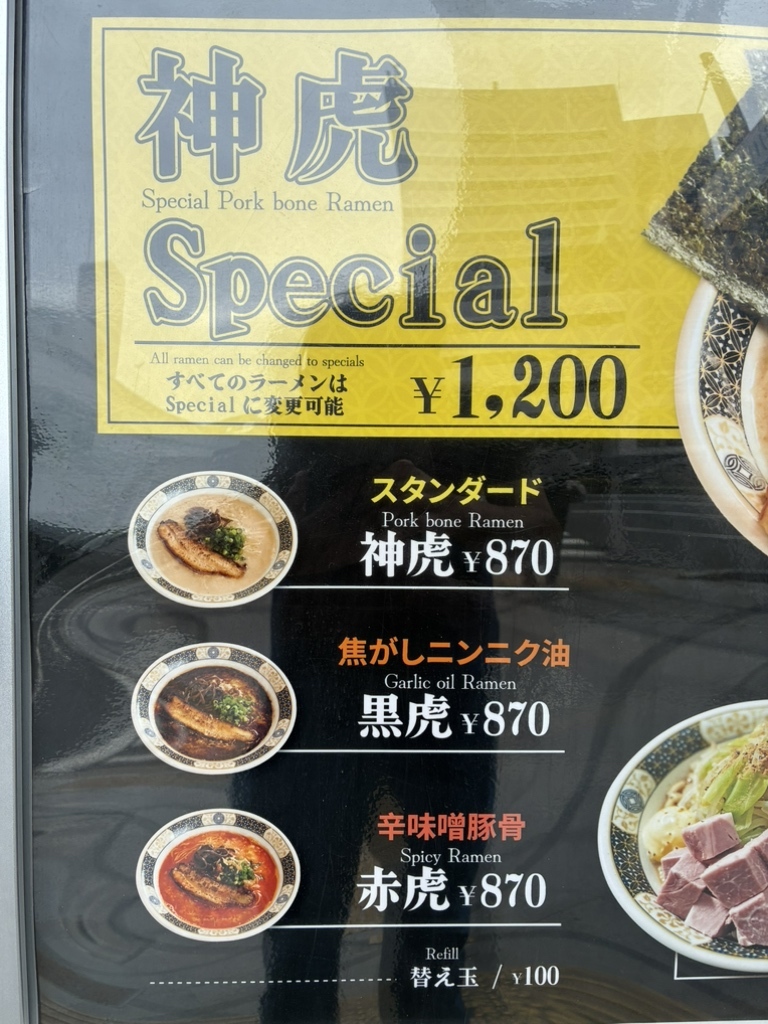 神虎
Special Pork bone Ramen
Special
All ramen can be changed to specials
すべてのラーメンは
Specialに変更可能
¥1,200
スタンダード
Pork bone Ramen
神虎 ¥870
焦がしニンニク油
Garlic oil Ramen
黒虎 ¥870
辛味噌豚骨
Spicy Ramen
赤虎 ¥870
Refill
替え玉 / ¥100